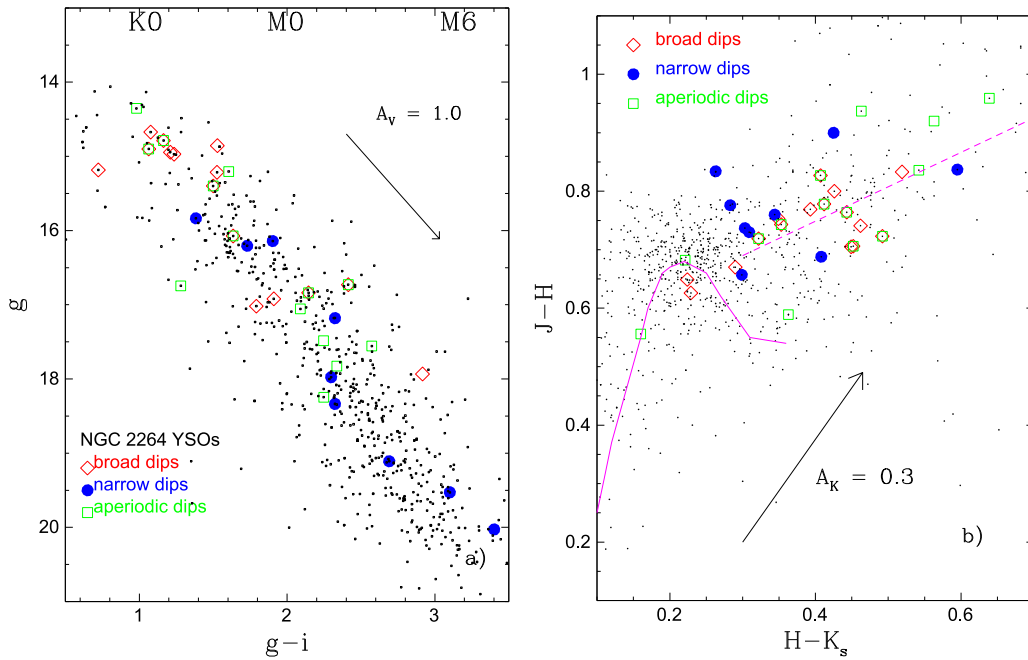 K0 M0 M6
14
16
18
20
g
A_V = 1.0
NGC 2264 YSOs
broad dips
narrow dips
aperiodic dips
a)
1 2 3
g−i
broad dips
narrow dips
aperiodic dips
1
0.8
0.6
0.4
0.2
J−H
A_K = 0.3
b)
0.2 0.4 0.6
H−K_s